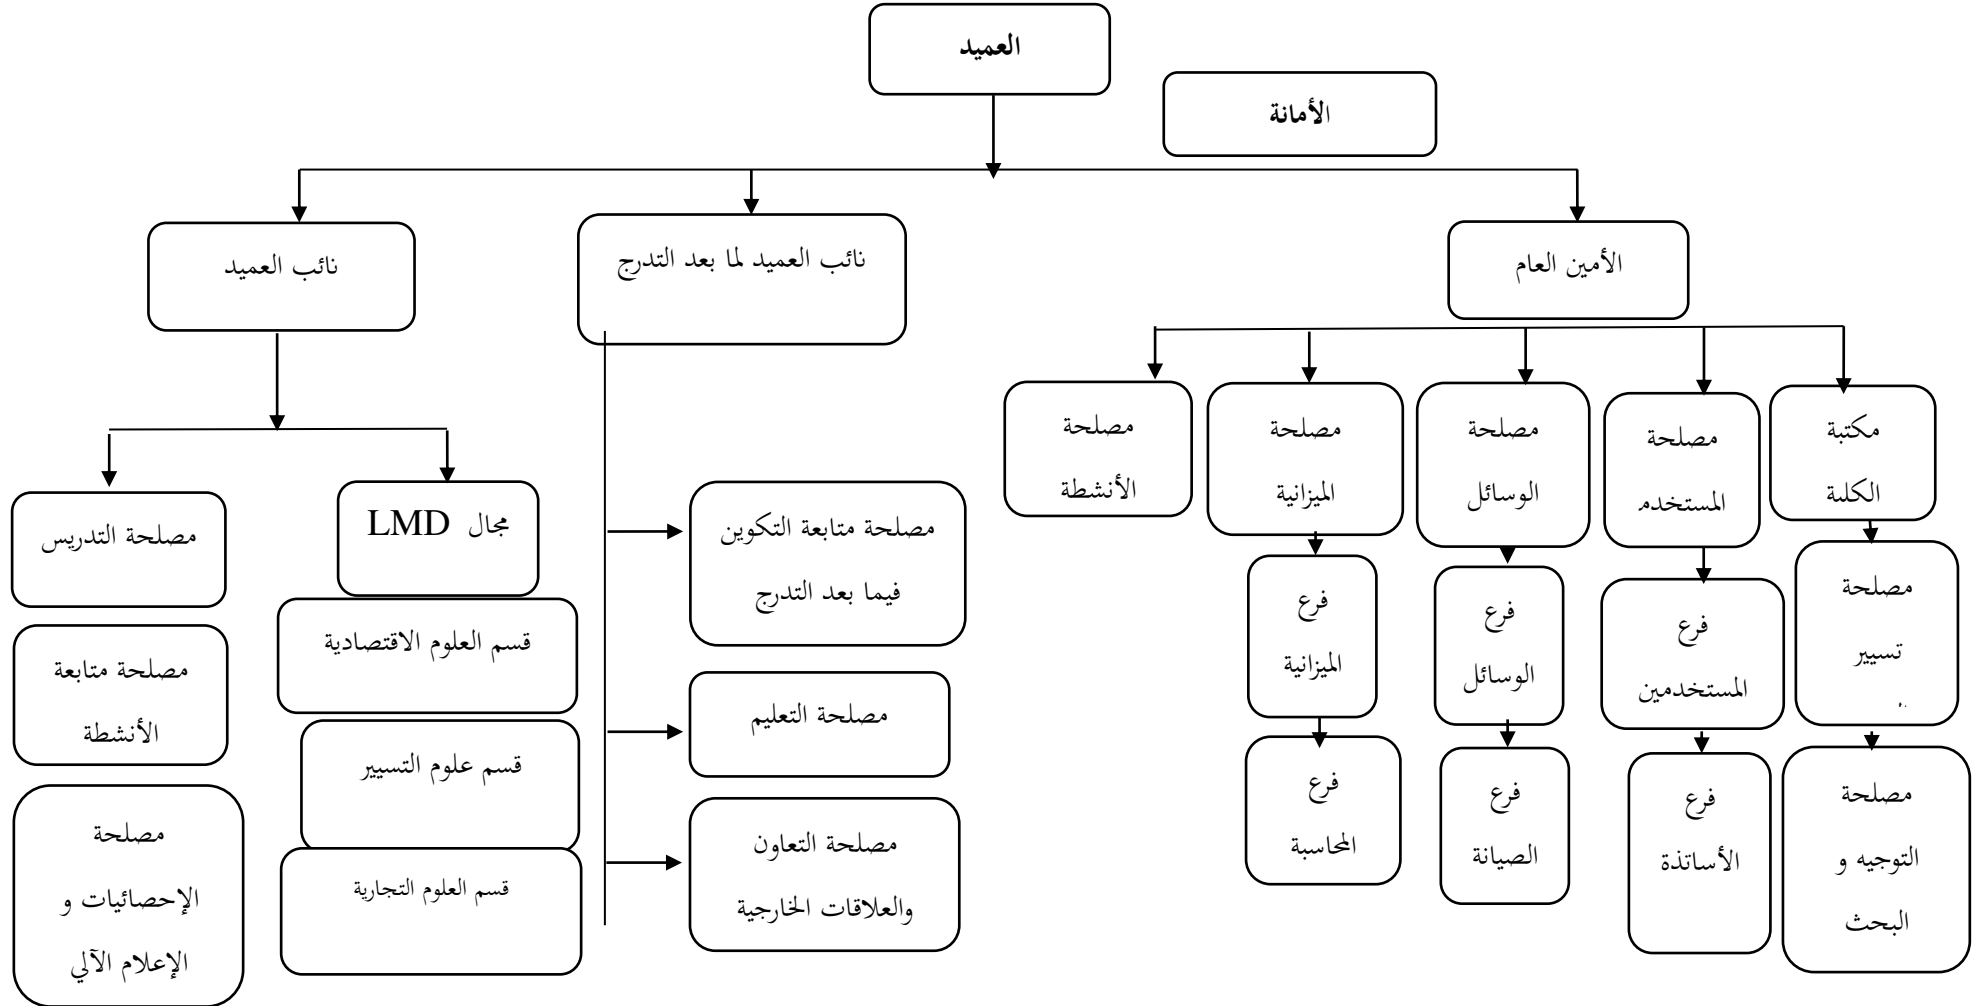 العميد
الأمانة
الأمين العام
نائب العميد لما بعد التدرج
نائب العميد
مكتبة
الكلية
مصلحة
المستخدم
مصلحة
الوسائل
مصلحة
الميزانية
مصلحة
الأنشطة
مصلحة
تسيير
فرع
المستخدمين
فرع
الوسائل
فرع
الميزانية
مصلحة
التوجيه و
البحث
فرع
الأساتذة
فرع
الصيانة
فرع
المحاسبة
مصلحة متابعة التكوين
فيما بعد التدرج
مصلحة التعليم
مصلحة التعاون
والعلاقات الخارجية
مجال LMD
قسم العلوم الاقتصادية
قسم علوم التسيير
قسم العلوم التجارية
مصلحة التدريس
مصلحة متابعة
الأنشطة
مصلحة
الإحصائيات و
الإعلام الآلي